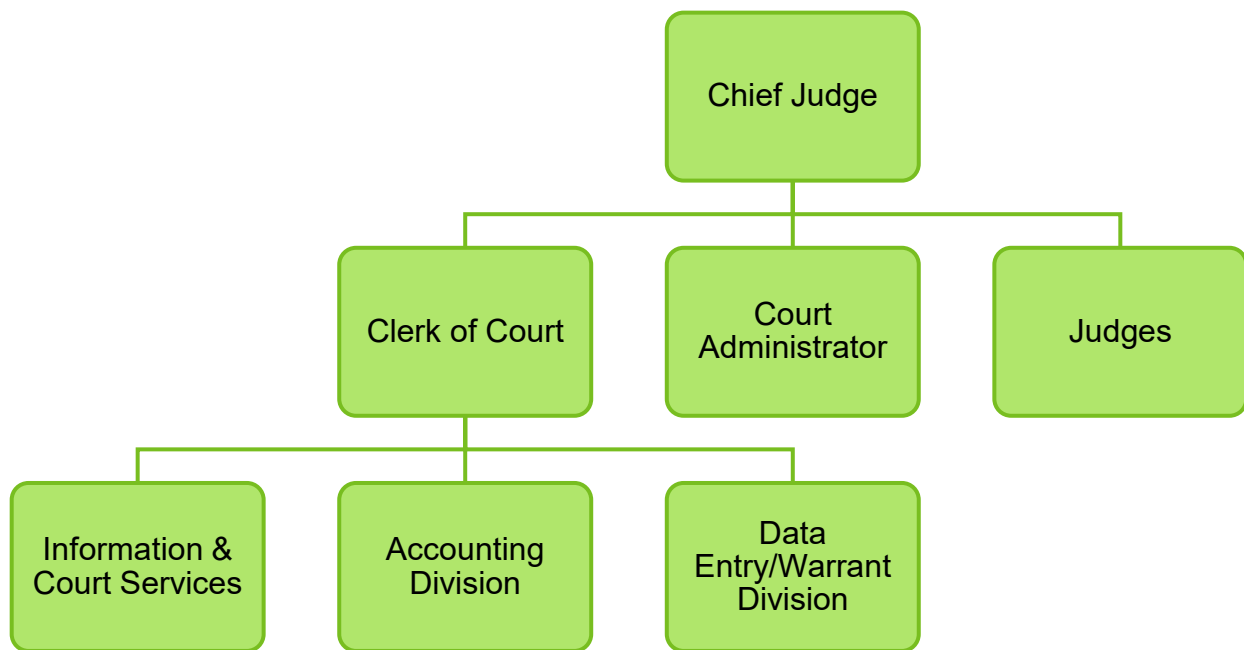 Chief Judge
Clerk of Court
Court
Administrator
Judges
Information &
Court Services
Accounting
Division
Data
Entry/Warrant
Division